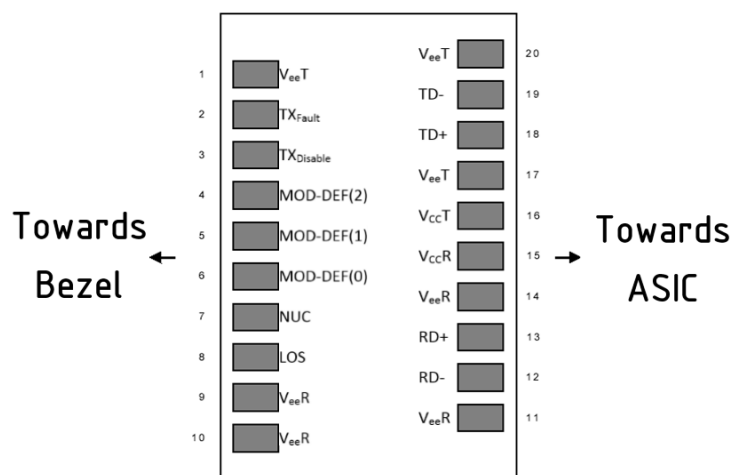 Towards
Bezel
1 VeeT
2 TXFault
3 TXDisable
4 MOD-DEF(2)
5 MOD-DEF(1)
6 MOD-DEF(0)
7 NUC
8 LOS
9 VeeR
10 VeeR
VeeT 20
TD- 19
TD+ 18
VeeT 17
VCCT 16
VCCR 15
VeeR 14
RD+ 13
RD- 12
VeeR 11
Towards
ASIC